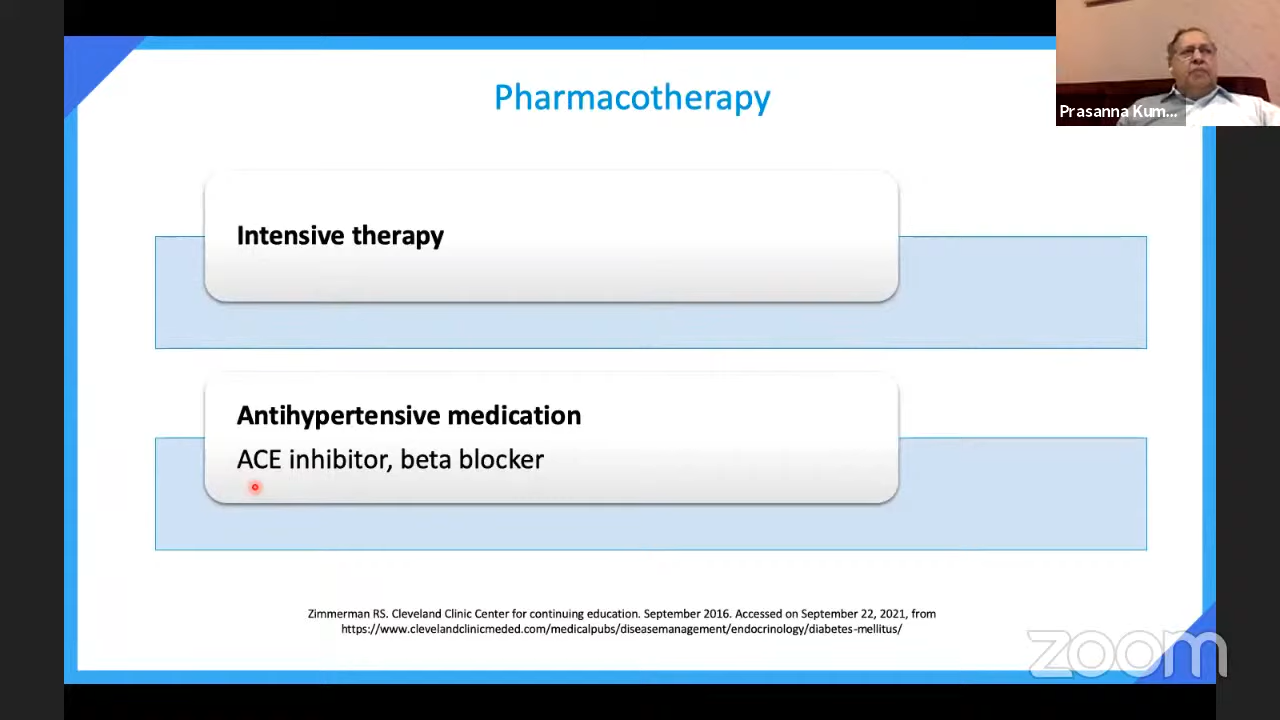 Pharmacotherapy
Prasanna Kum...
Intensive therapy
Antihypertensive medication
ACE inhibitor, beta blocker
Zimmerman RS. Cleveland Clinic Center for continuing education. September 2016. Accessed on September 22, 2021, from
https://www.clevelandclinicmeded.com/medicalpubs/diseasemanagement/endocrinology/diabetes-mellitus/
zoom